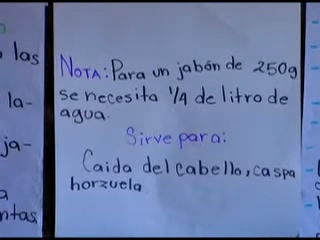 las
la-
ja-
a
ntas
NOTA: Para un jabón de 250g
se necesita 1/4 de litro de
agua.
Sirve para:
Caida del cabello, caspa
horzuela